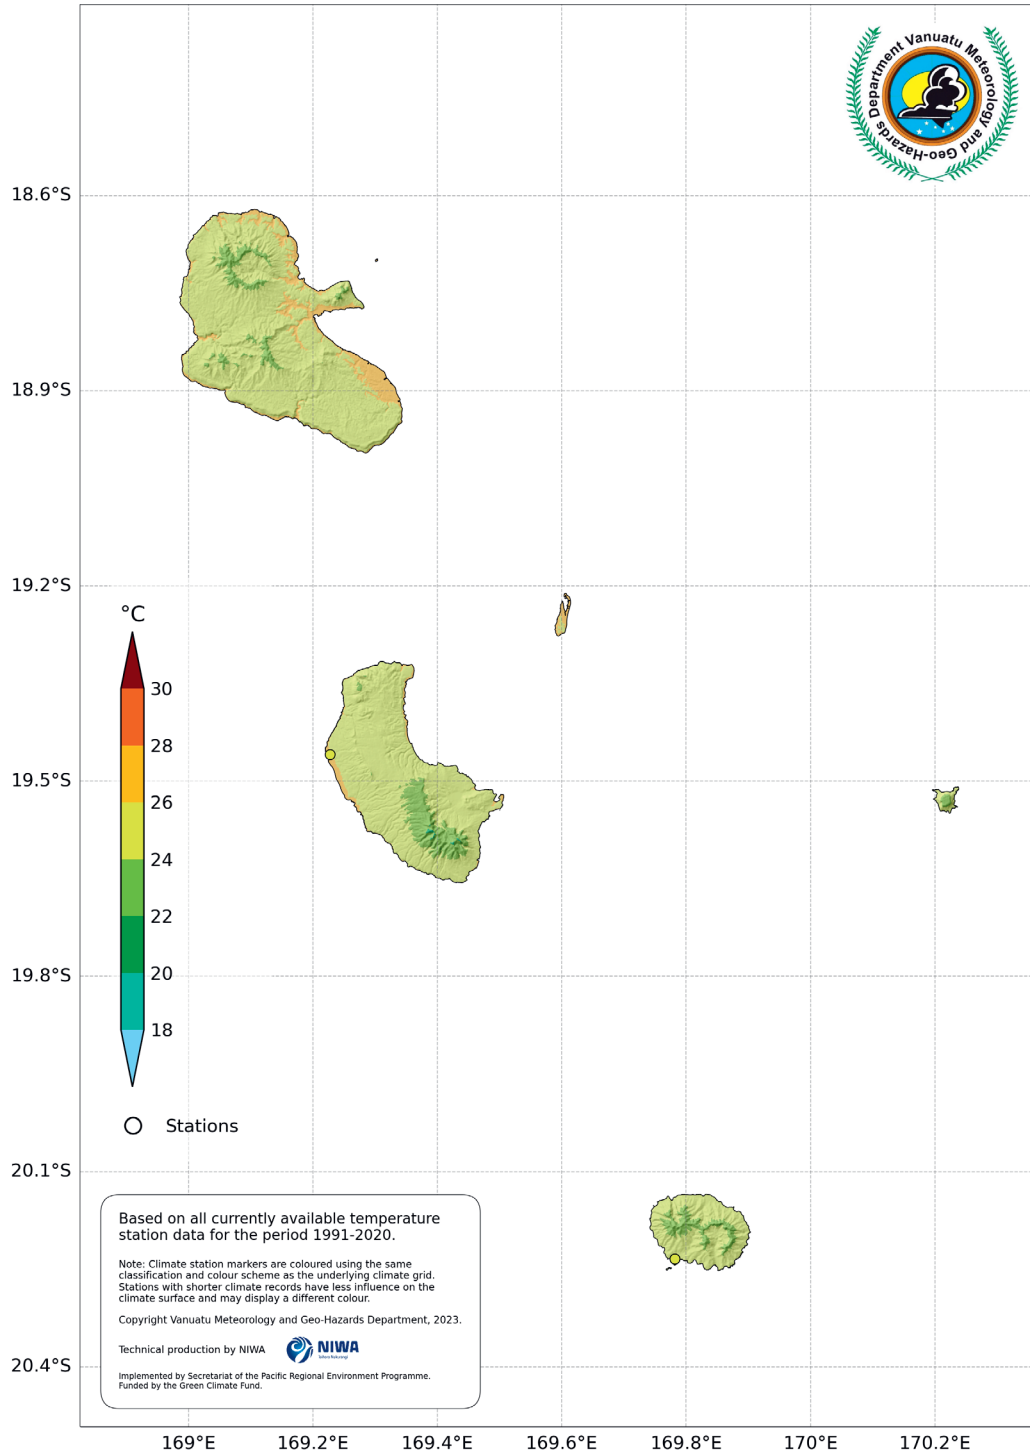 Department Vanuatu Meteorology and Geo-Hazards
18.6°S
18.9°S
19.2°S
°C
30
28
26
19.5°S
24
22
20
19.8°S
18
Stations
20.1°S
Based on all currently available temperature
station data for the period 1991-2020.
Note: Climate station markers are coloured using the same
classification and colour scheme as the underlying climate grid.
Stations with shorter climate records have less influence on the
climate surface and may display a different colour.
Copyright Vanuatu Meteorology and Geo-Hazards Department, 2023.
Technical production by NIWA
NIWA
Taihoro Nukurangi
Implemented by Secretariat of the Pacific Regional Environment Programme.
Funded by the Green Climate Fund.
20.4°S
169°E 169.2°E 169.4°E 169.6°E 169.8°E 170°E 170.2°E